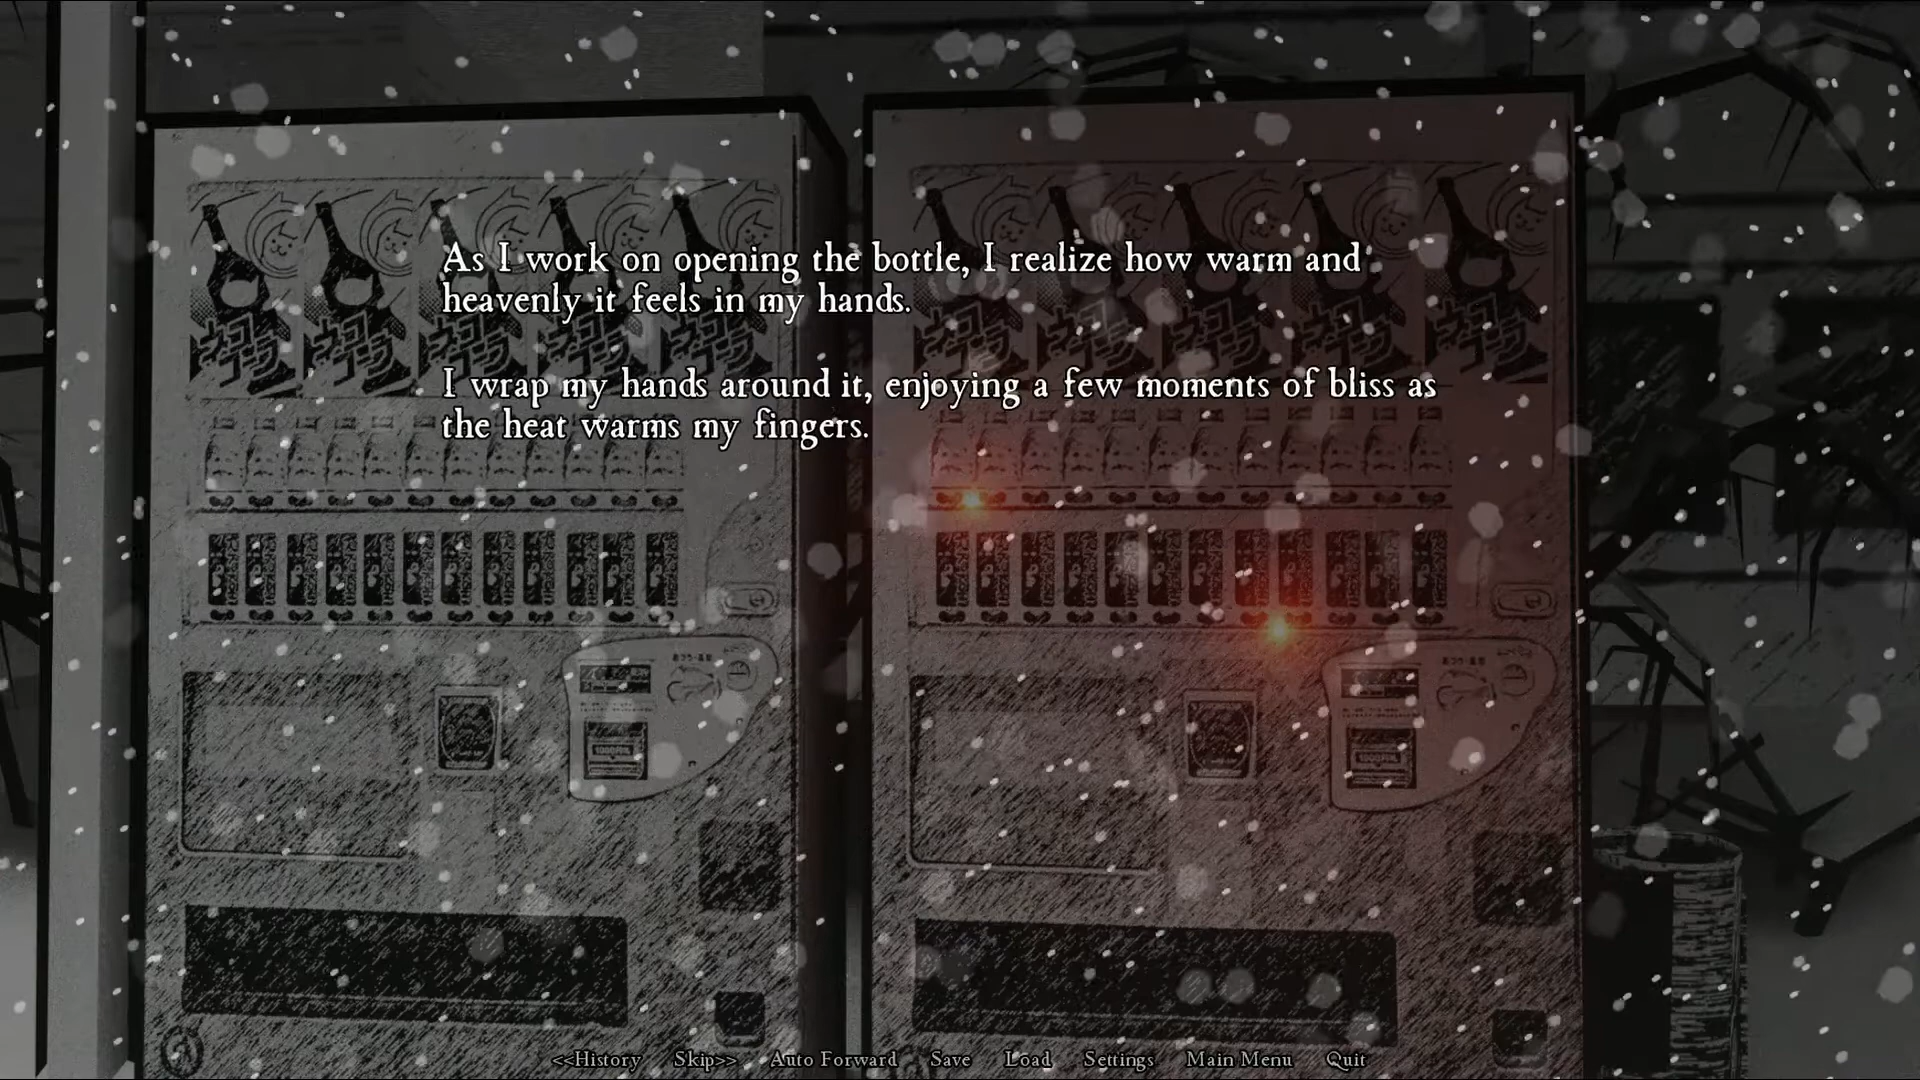 As I work on opening the bottle, I realize how warm and
heavenly it feels in my hands.
I wrap my hands around it, enjoying a few moments of bliss as
the heat warms my fingers.
<<History Skip>> Auto Forward Save Load Settings Main Menu Quit